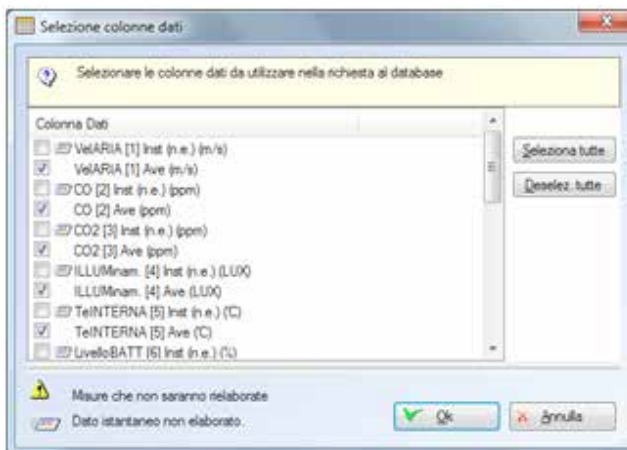 Selezione colonne dati
Selezionare le colonne dati da utilizzare nella richiesta al database
Colonna Dati
VelARIA [1] Inst (n.e.) (m/s)
VelARIA [1] Ave (m/s)
CO [2] Inst (n.e.) (ppm)
CO [2] Ave (ppm)
CO2 [3] Inst (n.e.) (ppm)
CO2 [3] Ave (ppm)
ILLUMinam. [4] Inst (n.e.) (LUX)
ILLUMinam. [4] Ave (LUX)
TeINTERNA [5] Inst (n.e.) (°C)
TeINTERNA [5] Ave (°C)
LivelloBATT [6] Inst (n.e.) (%)
Seleziona tutte
Deselez. tutte
Misure che non saranno rielaborate
Dato istantaneo non elaborato.
Ok
Annulla